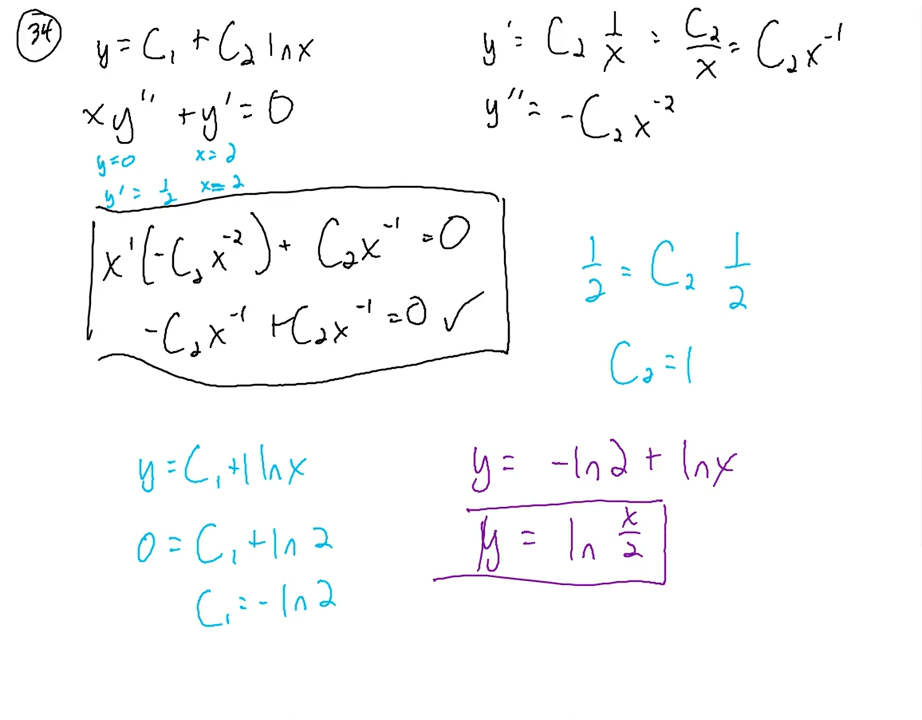 34
y = C₁ + C₂ ln x
xy'' + y' = 0
y=0 x=2
y' = 1/2 x=2
x¹(-C₂x⁻²) + C₂x⁻¹ = 0
-C₂x⁻¹ + C₂x⁻¹ = 0 ✓
y' = C₂ 1/x = C₂/x = C₂x⁻¹
y'' = -C₂x⁻²
1/2 = C₂ 1/2
C₂ = 1
y = C₁ + 1 ln x
0 = C₁ + ln 2
C₁ = - ln 2
y = -ln 2 + ln x
y = ln x/2